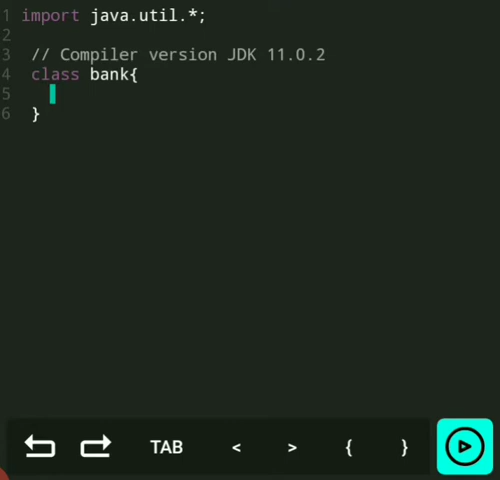 1 import java.util.*;
2
3 // Compiler version JDK 11.0.2
4 class bank{
5
6 }
TAB < > { }